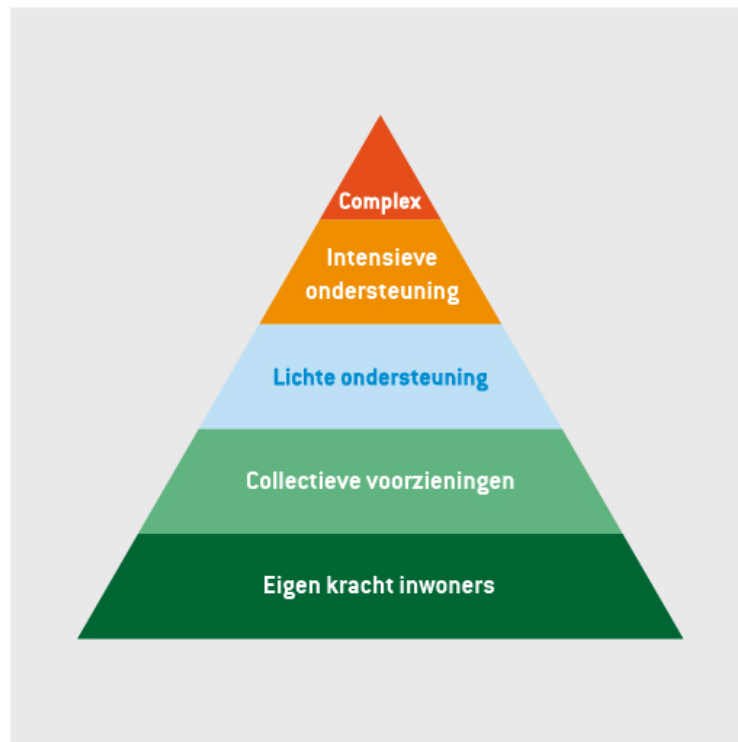 Complex
Intensieve
ondersteuning
Lichte ondersteuning
Collectieve voorzieningen
Eigen kracht inwoners